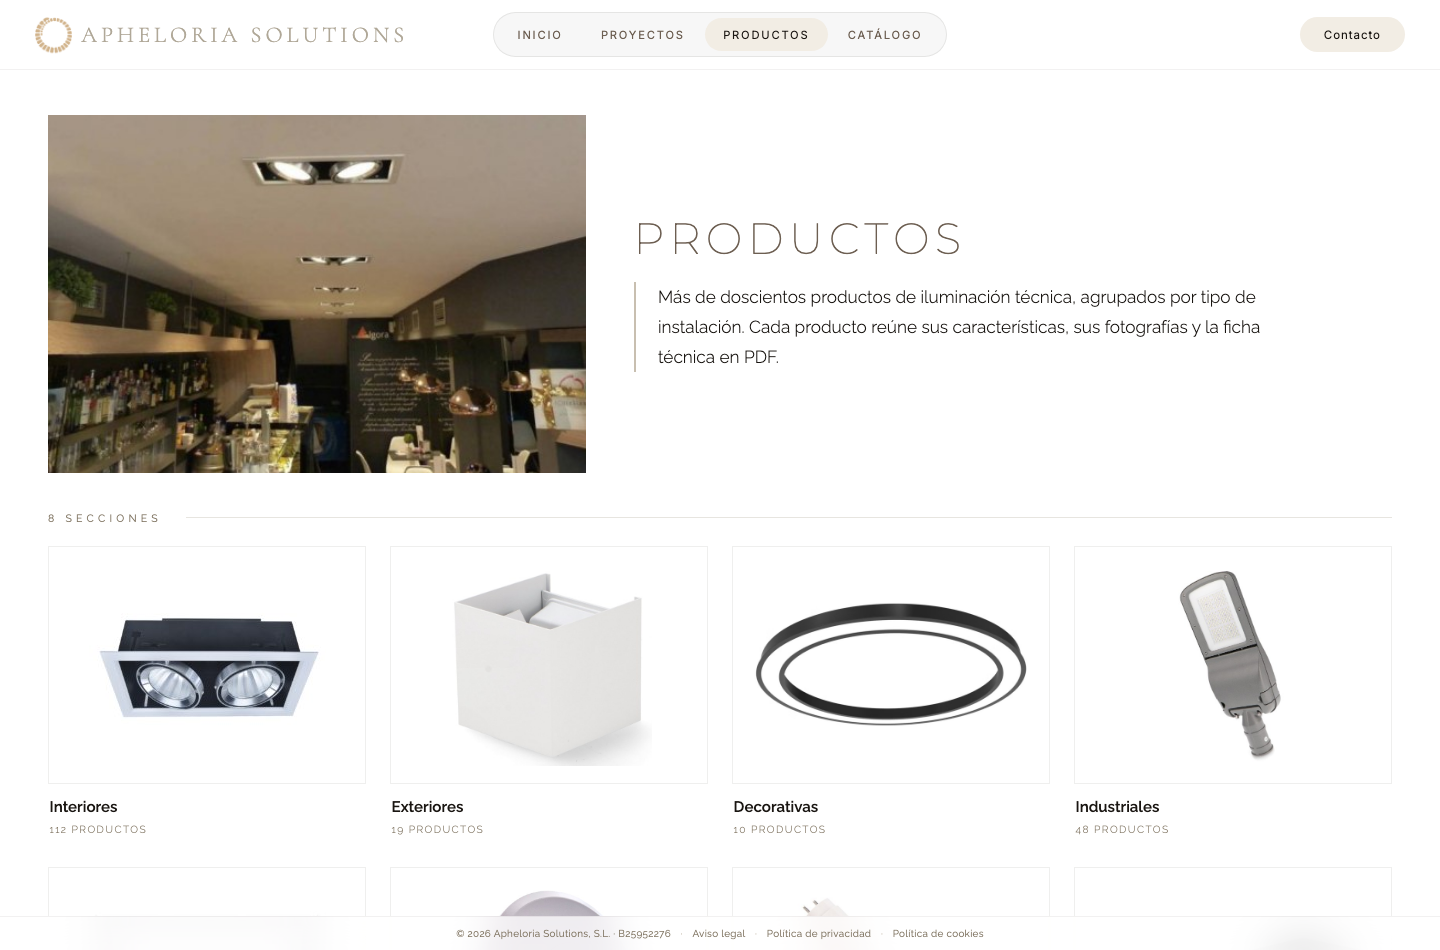 APHELORIA SOLUTIONS
INICIO
PROYECTOS
PRODUCTOS
CATÁLOGO
Contacto
Igora
PRODUCTOS
Más de doscientos productos de iluminación técnica, agrupados por tipo de
instalación. Cada producto reúne sus características, sus fotografías y la ficha
técnica en PDF.
8 SECCIONES
Interiores
112 PRODUCTOS
Exteriores
19 PRODUCTOS
Decorativas
10 PRODUCTOS
Industriales
48 PRODUCTOS
© 2026 Apheloria Solutions, S.L. · B25952276 · Aviso legal · Política de privacidad · Política de cookies